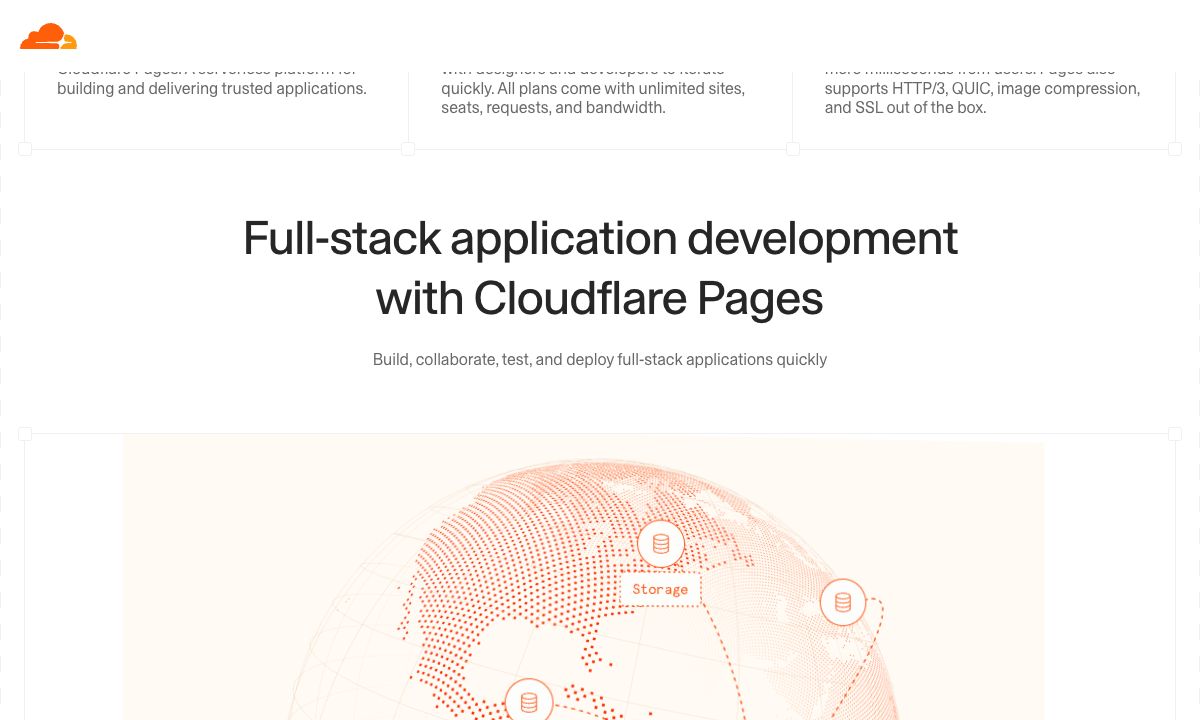 building and delivering trusted applications.
quickly. All plans come with unlimited sites,
seats, requests, and bandwidth.
supports HTTP/3, QUIC, image compression,
and SSL out of the box.
Full-stack application development
with Cloudflare Pages
Build, collaborate, test, and deploy full-stack applications quickly
Storage